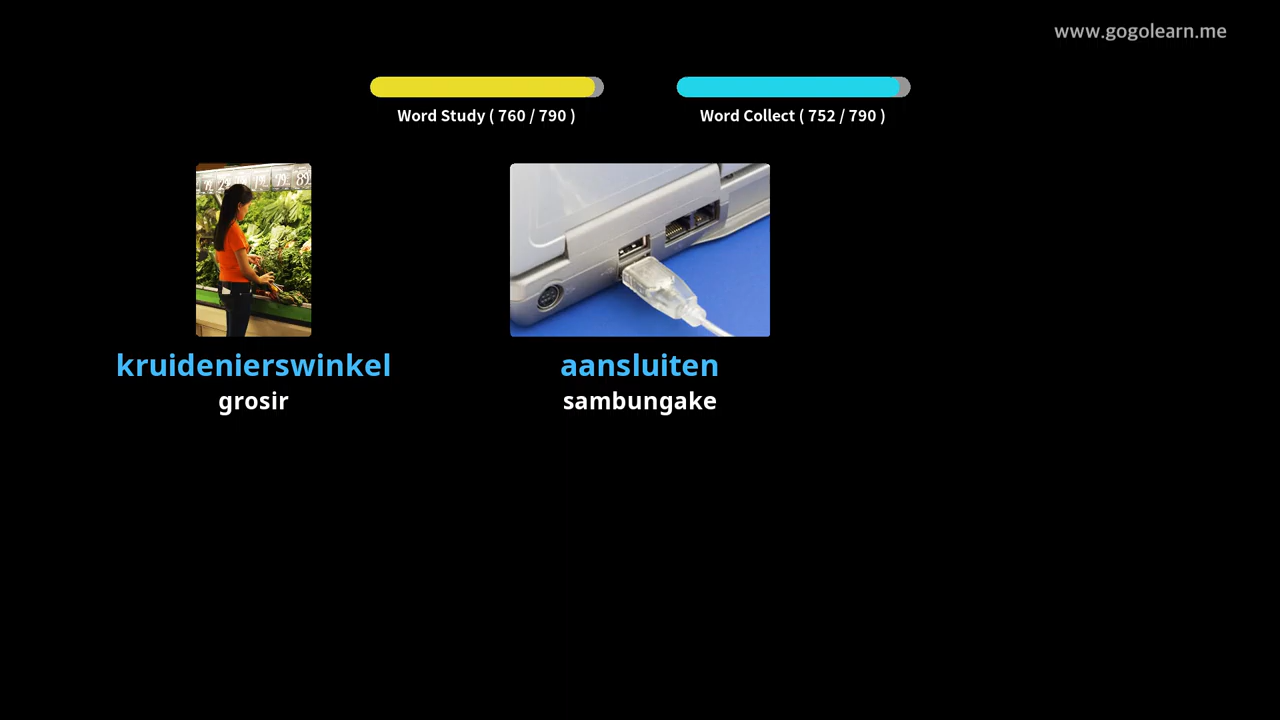 www.gogolearn.me
Word Study ( 760 / 790 )
Word Collect ( 752 / 790 )
kruidenierswinkel
grosir
aansluiten
sambungake